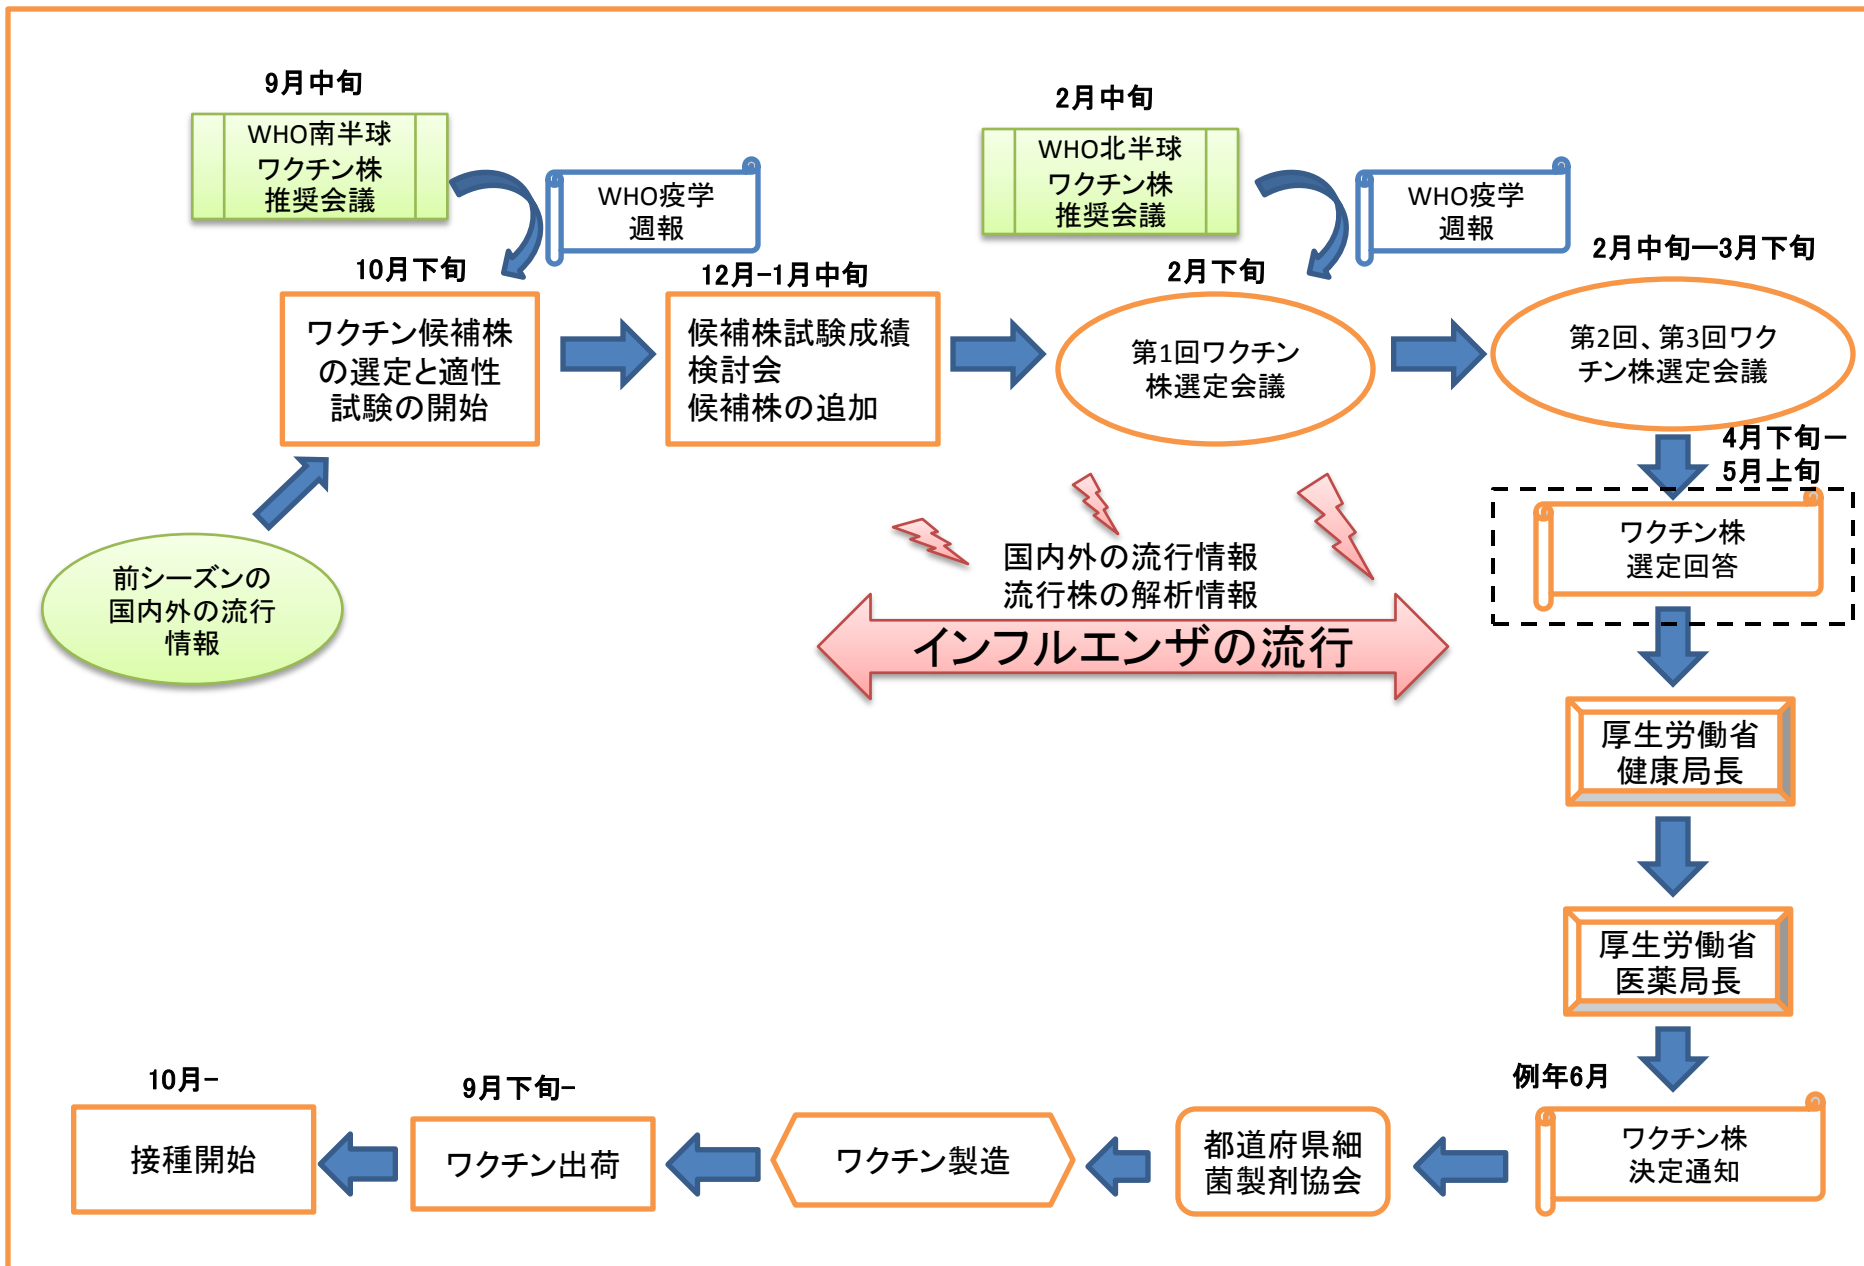 9月中旬
WHO南半球
ワクチン株
推奨会議
WHO疫学
週報
2月中旬
WHO北半球
ワクチン株
推奨会議
WHO疫学
週報
10月下旬
ワクチン候補株
の選定と適性
試験の開始
12月-1月中旬
候補株試験成績
検討会
候補株の追加
2月下旬
第1回ワクチン
株選定会議
2月中旬―3月下旬
第2回、第3回ワク
チン株選定会議
前シーズンの
国内外の流行
情報
国内外の流行情報
流行株の解析情報
インフルエンザの流行
4月下旬―
5月上旬
ワクチン株
選定回答
厚生労働省
健康局長
厚生労働省
医薬局長
例年6月
ワクチン株
決定通知
都道府県細
菌製剤協会
ワクチン製造
9月下旬-
ワクチン出荷
10月-
接種開始